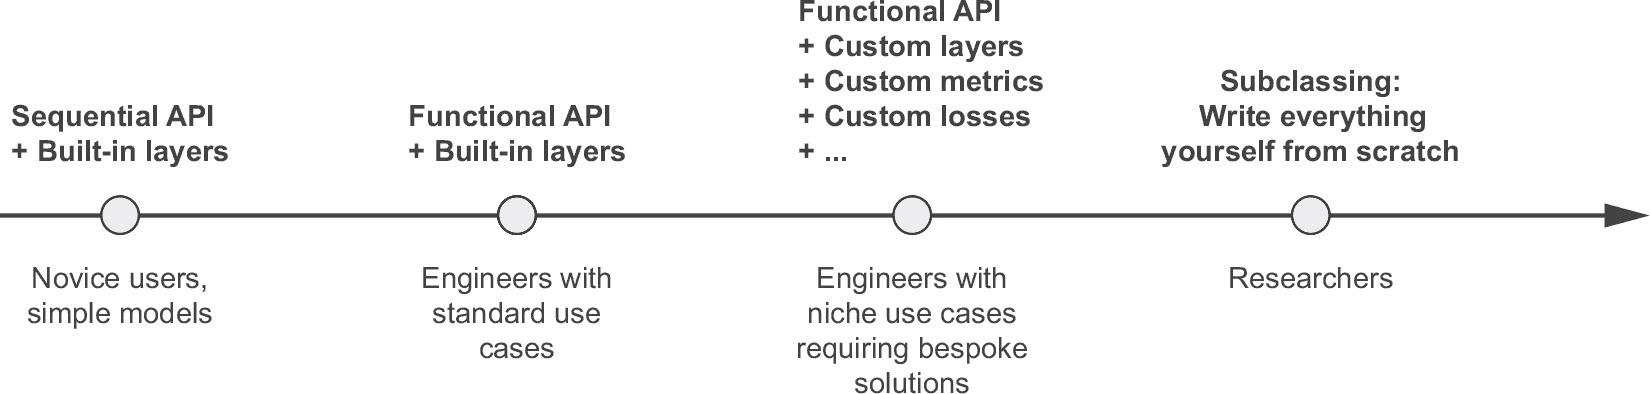 Sequential API
+ Built-in layers
Functional API
+ Built-in layers
Functional API
+ Custom layers
+ Custom metrics
+ Custom losses
+ ...
Subclassing:
Write everything
yourself from scratch
Novice users,
simple models
Engineers with
standard use
cases
Engineers with
niche use cases
requiring bespoke
solutions
Researchers